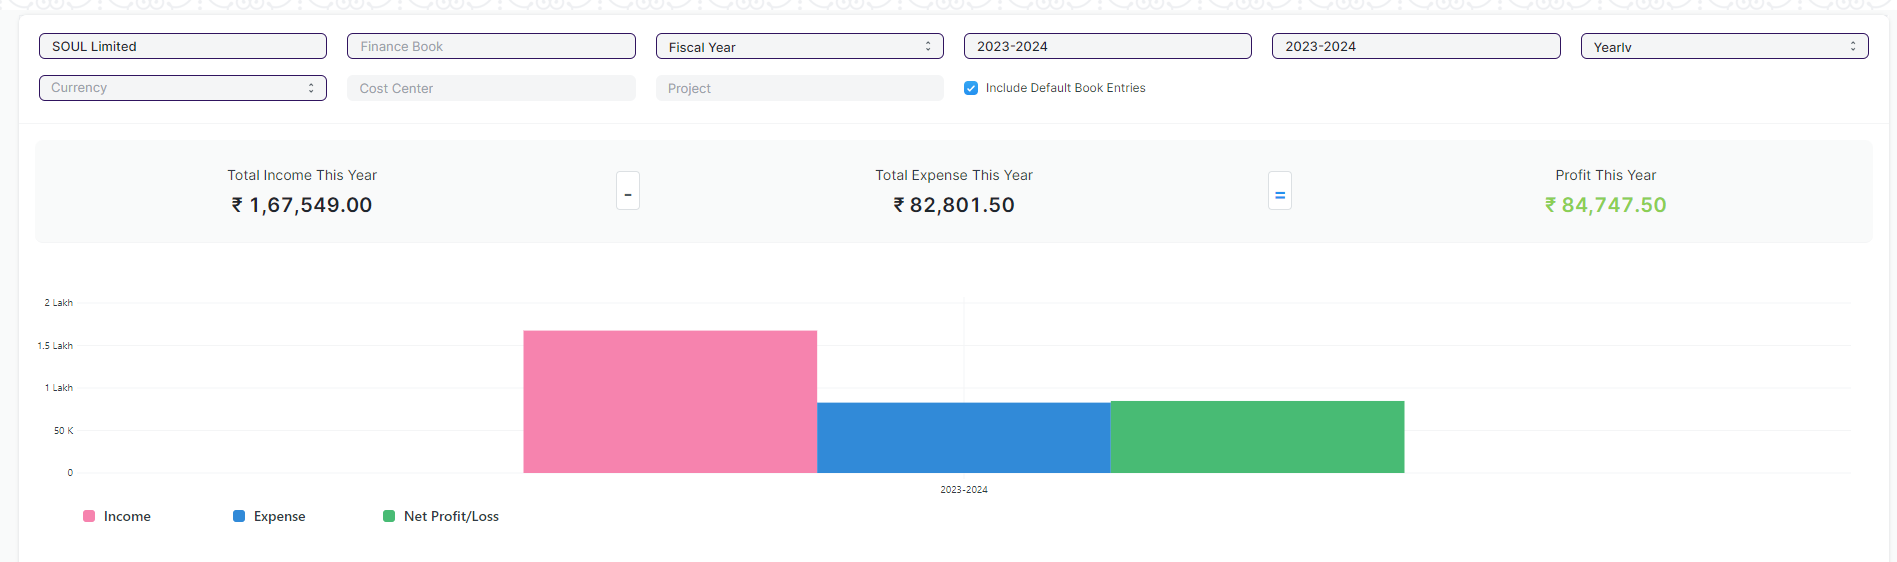 SOUL Limited Finance Book Fiscal Year 2023-2024 2023-2024 Yearly
Currency Cost Center Project Include Default Book Entries
Total Income This Year Total Expense This Year Profit This Year
₹ 1,67,549.00 - ₹ 82,801.50 = ₹ 84,747.50
2 Lakh
1.5 Lakh
1 Lakh
50 K
0
2023-2024
Income Expense Net Profit/Loss